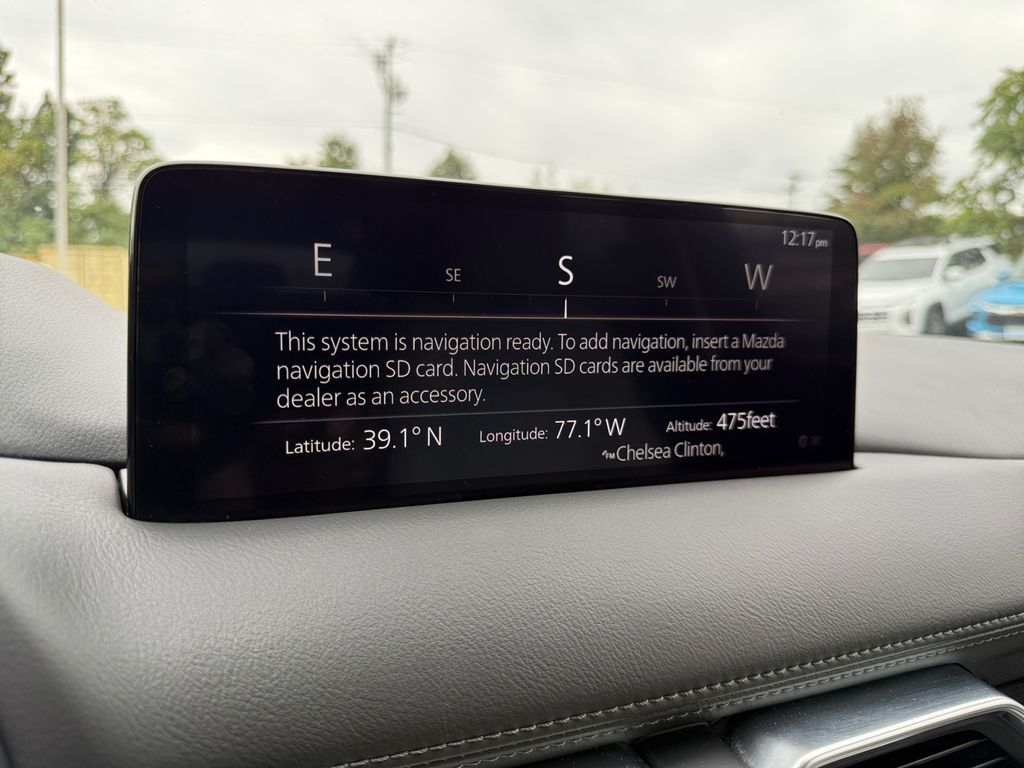 12:17pm
E SE S SW W
This system is navigation ready. To add navigation, insert a Mazda
navigation SD card. Navigation SD cards are available from your
dealer as an accessory.
Latitude: 39.1° N Longitude: 77.1° W Altitude: 475feet
FM Chelsea Clinton,